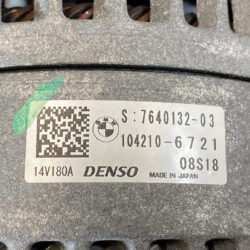 S:7640132-03
104210-6721
08S18
14V180A DENSO MADE IN JAPAN